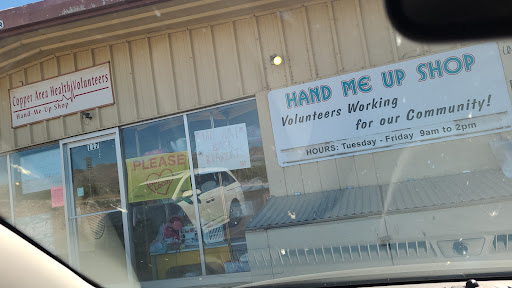 Copper Area Health Volunteers
Hand-Me-Up Shop
HAND ME UP SHOP
Volunteers Working
for our Community!
HOURS: Tuesday - Friday 9am to 2pm
PLEASE